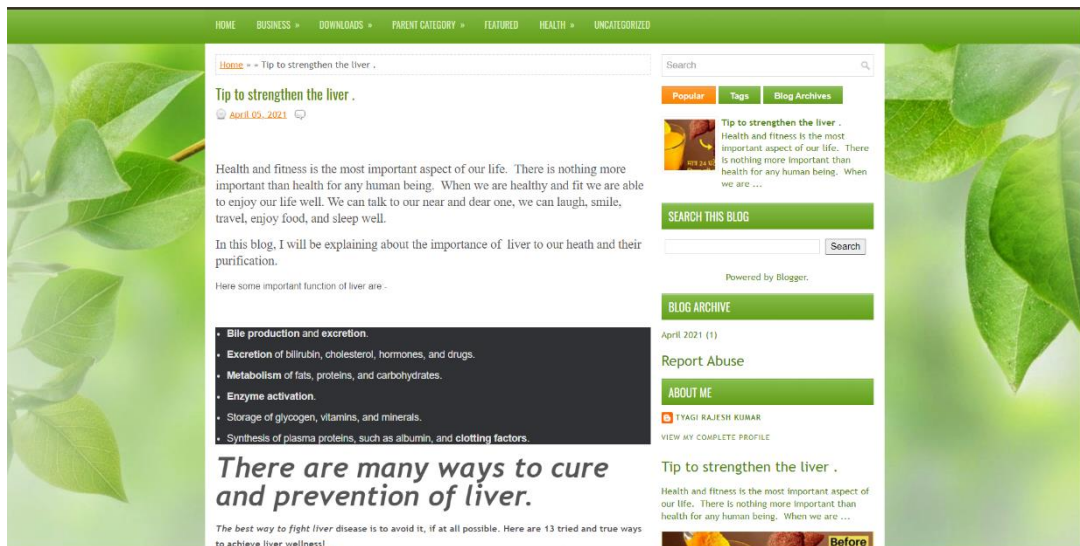 HOME BUSINESS » DOWNLOADS » PARENT CATEGORY » FEATURED HEALTH » UNCATEGORIZED
Home » » Tip to strengthen the liver .
Tip to strengthen the liver .
April 05, 2021
Health and fitness is the most important aspect of our life.  There is nothing more
important than health for any human being.  When we are healthy and fit we are able
to enjoy our life well. We can talk to our near and dear one, we can laugh, smile,
travel, enjoy food, and sleep well.
In this blog, I will be explaining about the importance of  liver to our heath and their
purification.
Here some important function of liver are -
• Bile production and excretion.
• Excretion of bilirubin, cholesterol, hormones, and drugs.
• Metabolism of fats, proteins, and carbohydrates.
• Enzyme activation.
• Storage of glycogen, vitamins, and minerals.
• Synthesis of plasma proteins, such as albumin, and clotting factors.
There are many ways to cure
and prevention of liver.
The best way to fight liver disease is to avoid it, if at all possible. Here are 13 tried and true ways
to achieve liver wellness!
Search
Popular Tags Blog Archives
Tip to strengthen the liver .
Health and fitness is the most
important aspect of our life.  There
is nothing more important than
health for any human being.  When
we are ...
SEARCH THIS BLOG
Search
Powered by Blogger.
BLOG ARCHIVE
April 2021 (1)
Report Abuse
ABOUT ME
TYAGI RAJESH KUMAR
VIEW MY COMPLETE PROFILE
Tip to strengthen the liver .
Health and fitness is the most important aspect of
our life.  There is nothing more important than
health for any human being.  When we are ...
Before